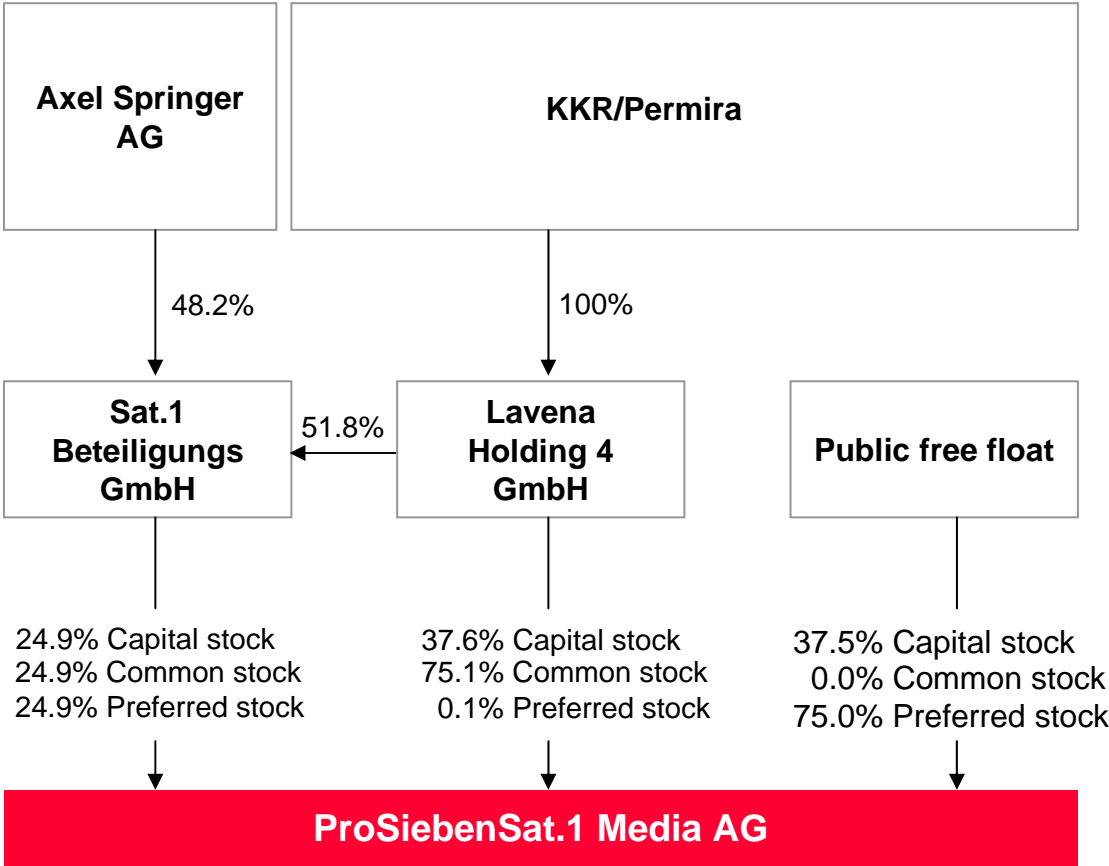 Axel Springer
AG
KKR/Permira
48.2%
100%
Sat.1
Beteiligungs
GmbH
51.8%
Lavena
Holding 4
GmbH
Public free float
24.9% Capital stock
24.9% Common stock
24.9% Preferred stock
37.6% Capital stock
75.1% Common stock
0.1% Preferred stock
37.5% Capital stock
0.0% Common stock
75.0% Preferred stock
ProSiebenSat.1 Media AG